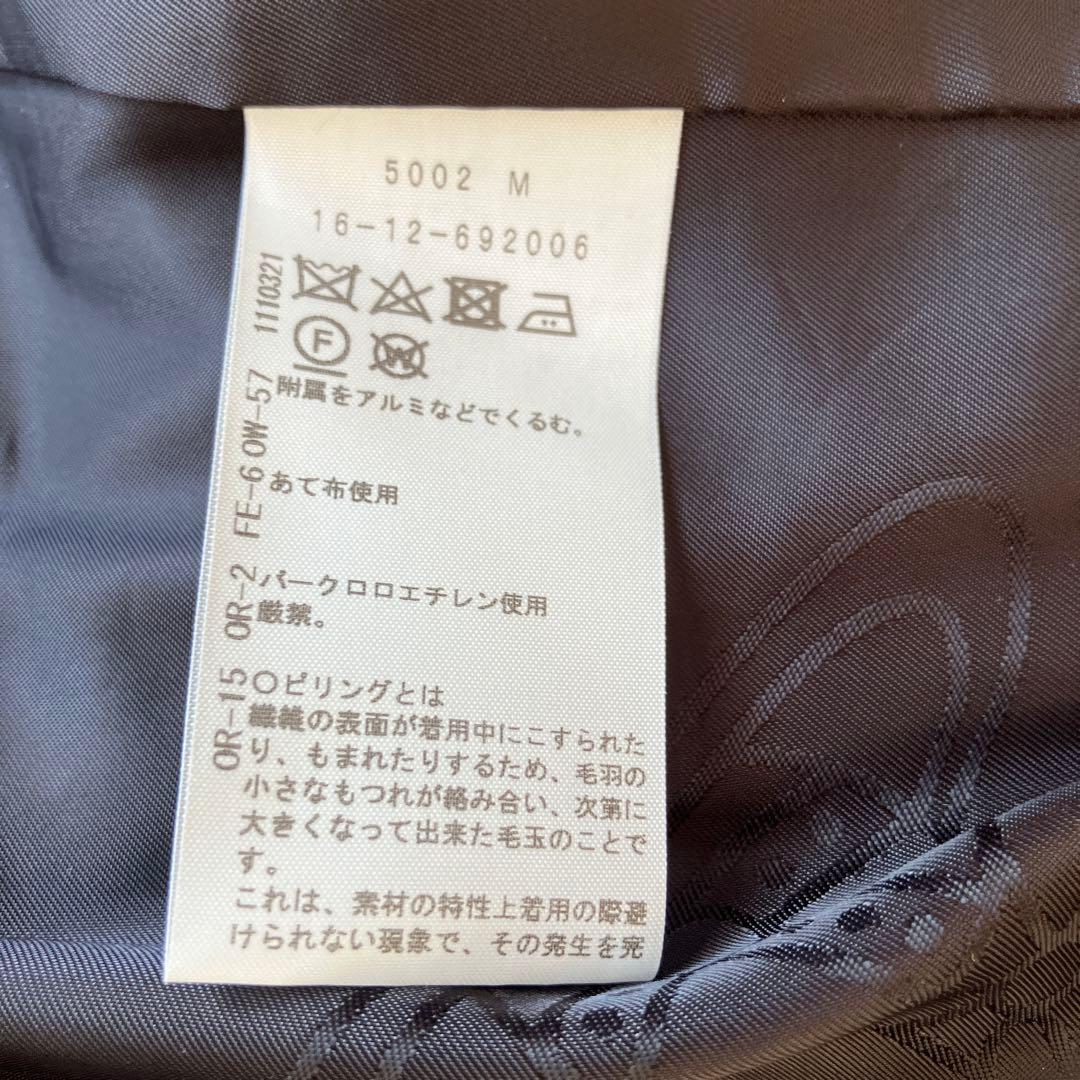 5002 M
16-12-692006
F W
附属をアルミなどでくるむ。
あて布使用
パークロロエチレン使用
厳禁。
○ピリングとは
繊維の表面が着用中にこすられた
り、もまれたりするため、毛羽の
小さなもつれが絡み合い、次第に
大きくなって出来た毛玉のことで
す。
これは、素材の特性上着用の際避
けられない現象で、その発生を完
OR-15 OR-2 FE-6 OW-57 1110321